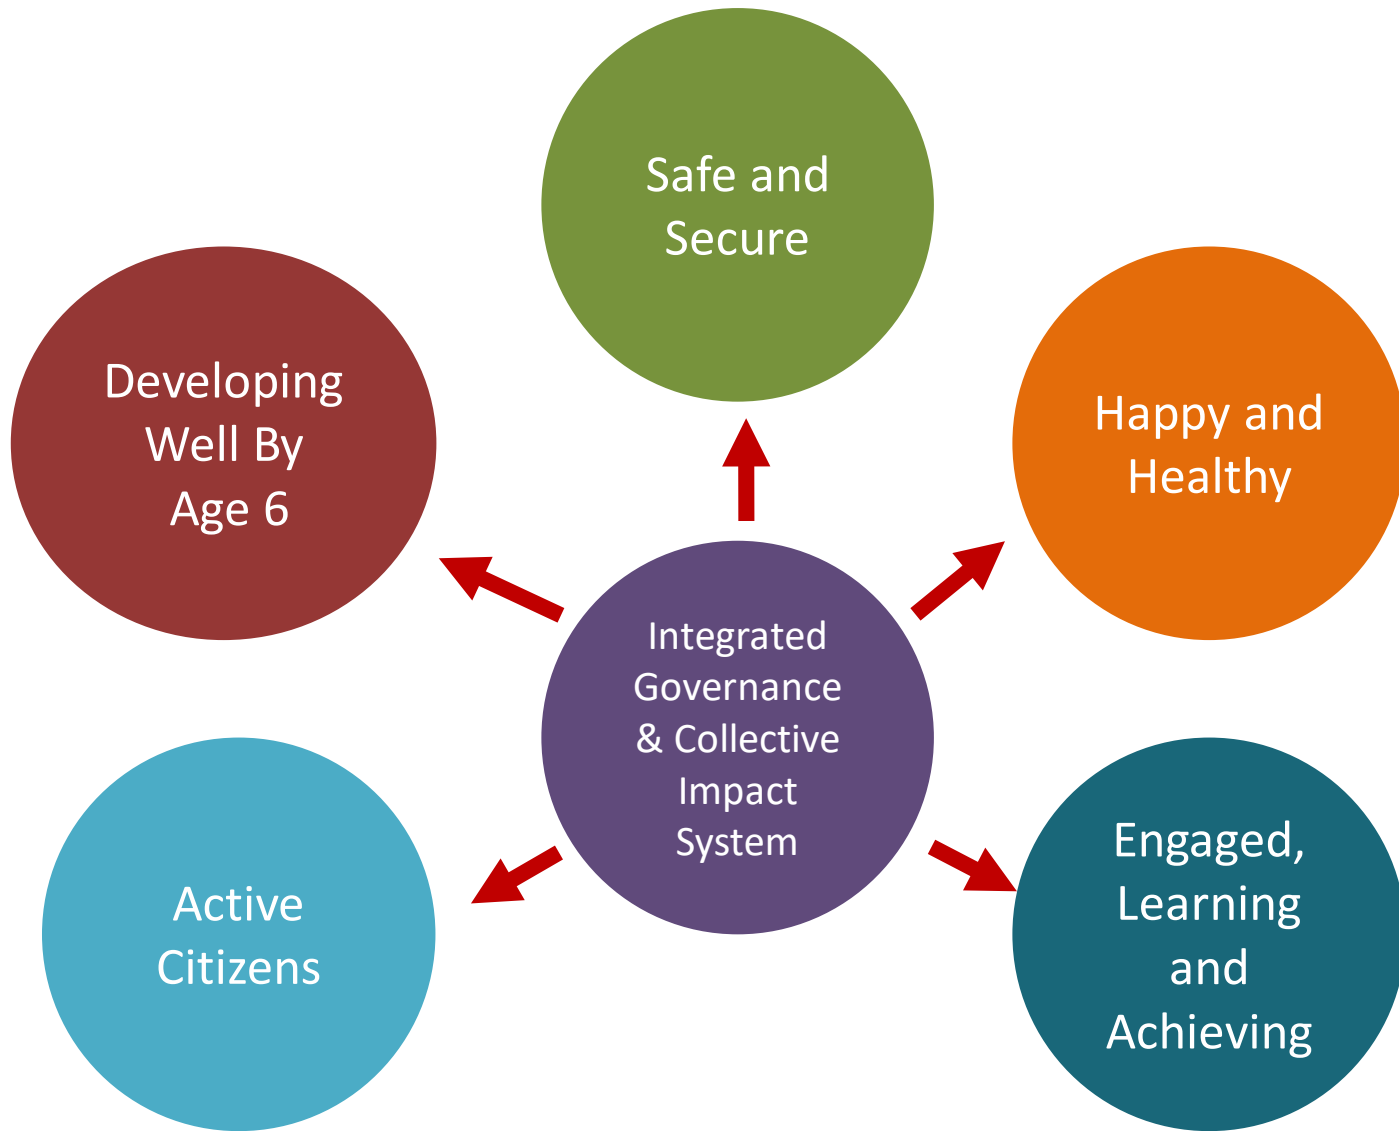 Safe and
Secure
Developing
Well By
Age 6
Happy and
Healthy
Integrated
Governance
& Collective
Impact
System
Active
Citizens
Engaged,
Learning
and
Achieving